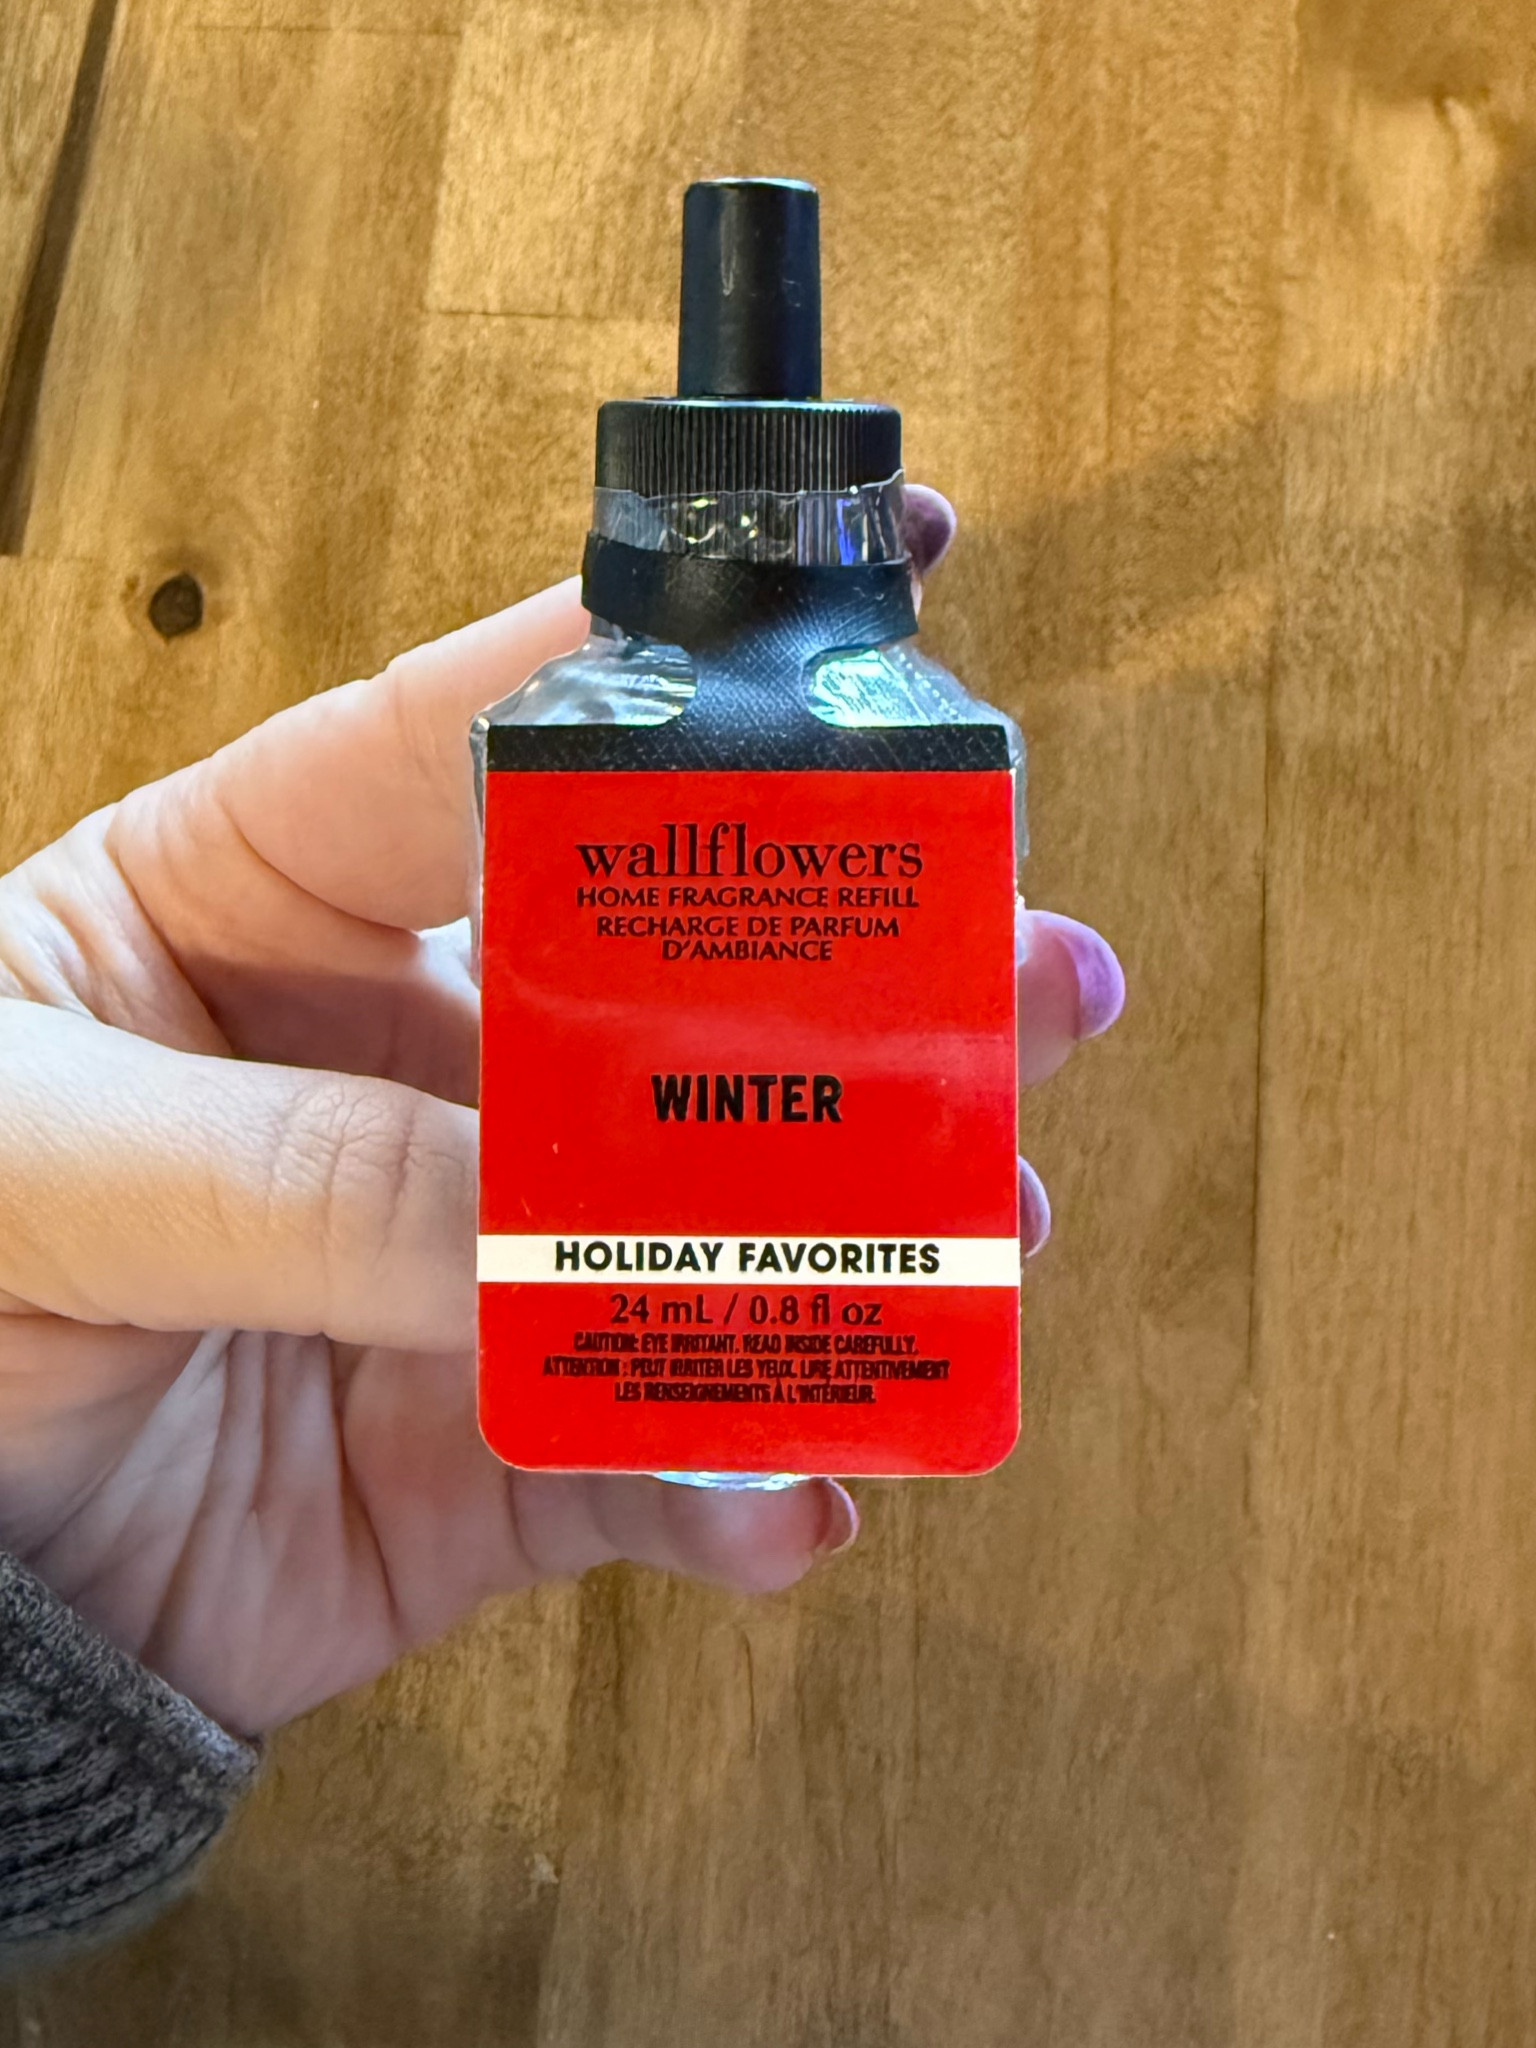 wallflowers
HOME FRAGRANCE REFILL
RECHARGE DE PARFUM
D'AMBIANCE
WINTER
HOLIDAY FAVORITES
24 mL / 0.8 fl oz
CAUTION: EYE IRRITANT. READ INSIDE CAREFULLY.
ATTENTION : PEUT IRRITER LES YEUX. LIRE ATTENTIVEMENT
LES RENSEIGNEMENTS À L'INTÉRIEUR.